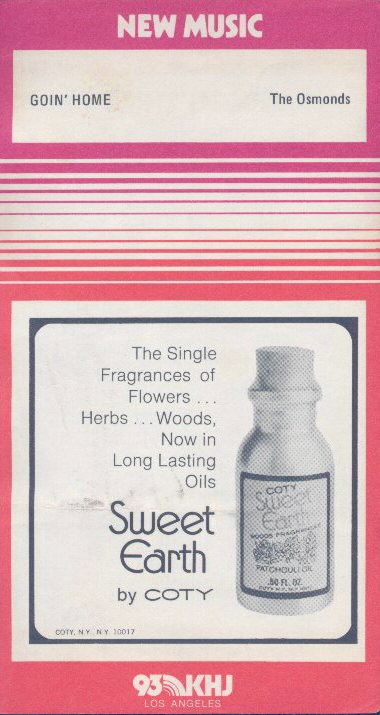 NEW MUSIC
GOIN' HOME The Osmonds
The Single
Fragrances of
Flowers ...
Herbs ... Woods,
Now in
Long Lasting
Oils
Sweet
Earth
by COTY
COTY
Sweet
Earth
WOODS FRAGRANCE
PATCHOULI OIL
.50 FL. OZ.
COTY, N.Y. N.Y. 10017
93 KHJ
LOS ANGELES